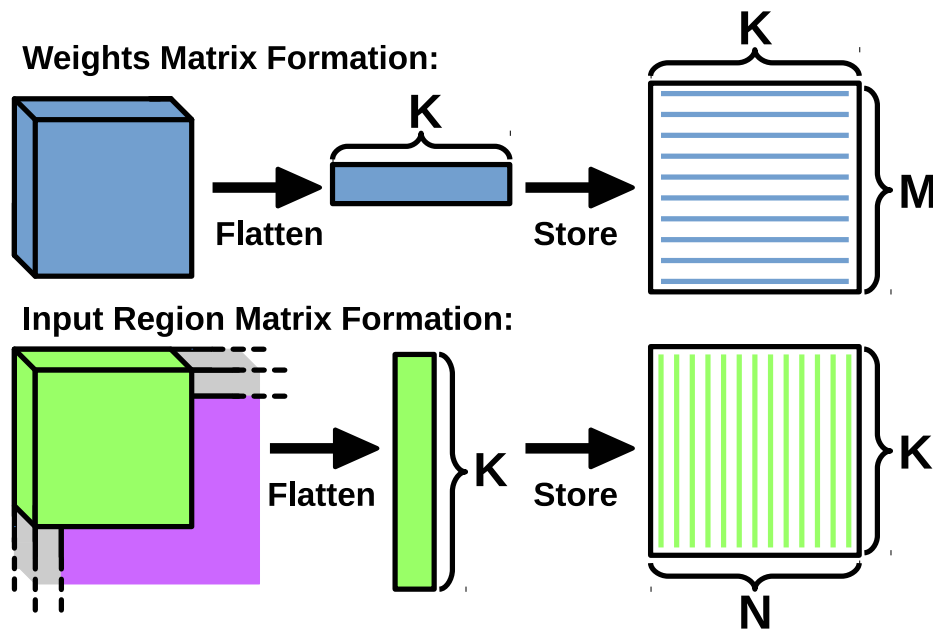 Weights Matrix Formation:
K
K
Flatten
Store
M
Input Region Matrix Formation:
Flatten
K
Store
K
N